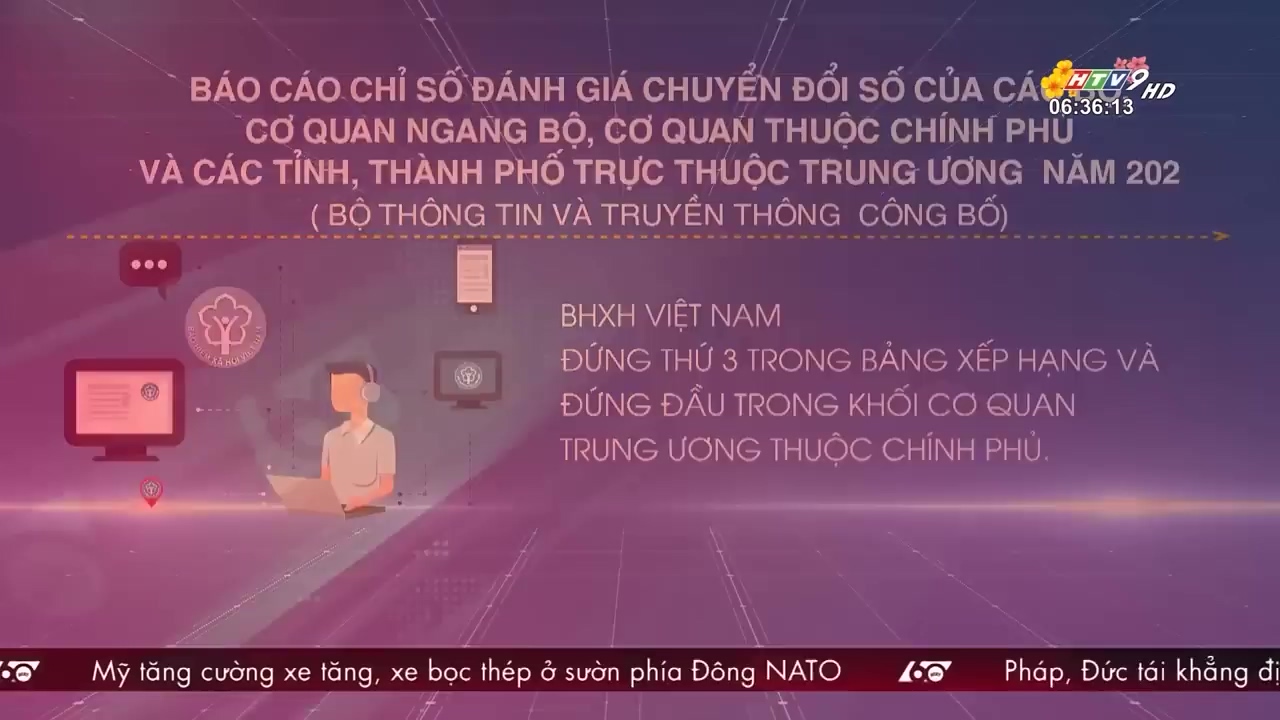 BÁO CÁO CHỈ SỐ ĐÁNH GIÁ CHUYỂN ĐỔI SỐ CỦA
HTV9 HD
06:36:13
CƠ QUAN NGANG BỘ, CƠ QUAN THUỘC CHÍNH PHỦ
VÀ CÁC TỈNH, THÀNH PHỐ TRỰC THUỘC TRUNG ƯƠNG NĂM 202
( BỘ THÔNG TIN VÀ TRUYỀN THÔNG CÔNG BỐ)
BHXH VIỆT NAM
ĐỨNG THỨ 3 TRONG BẢNG XẾP HẠNG VÀ
ĐỨNG ĐẦU TRONG KHỐI CƠ QUAN
TRUNG ƯƠNG THUỘC CHÍNH PHỦ.
Mỹ tăng cường xe tăng, xe bọc thép ở sườn phía Đông NATO
Pháp, Đức tái khẳng đị